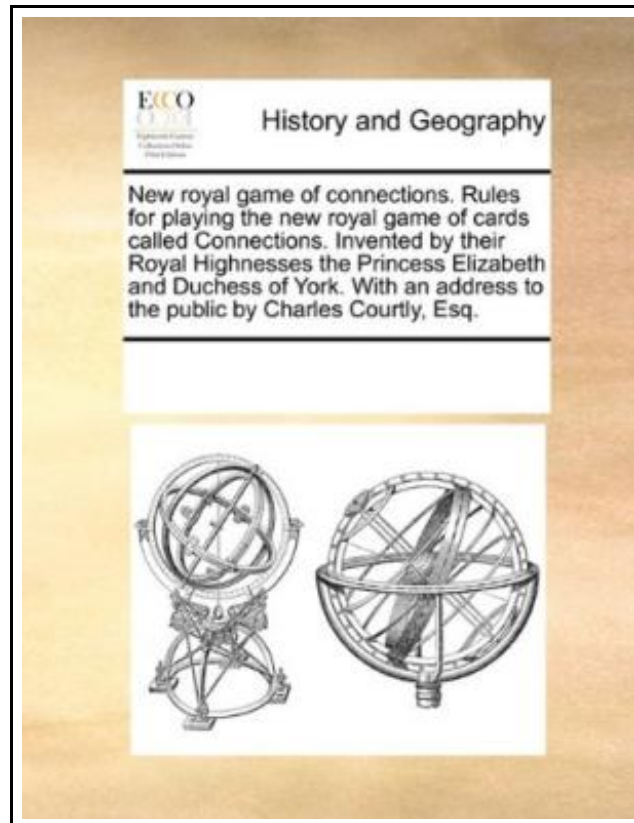 ECCO
History and Geography
New royal game of connections. Rules
for playing the new royal game of cards
called Connections. Invented by their
Royal Highnesses the Princess Elizabeth
and Duchess of York. With an address to
the public by Charles Courtly, Esq.